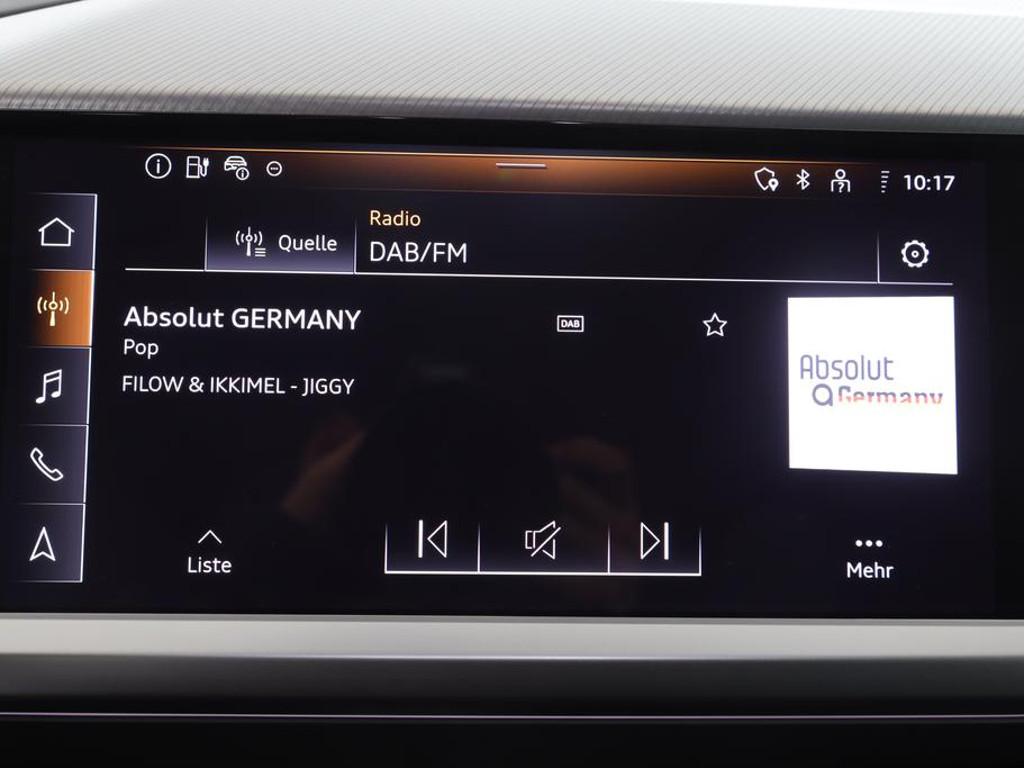 10:17
Quelle
Radio
DAB/FM
Absolut GERMANY
DAB
Pop
FILOW & IKKIMEL - JIGGY
Absolut
Germany
Liste
Mehr